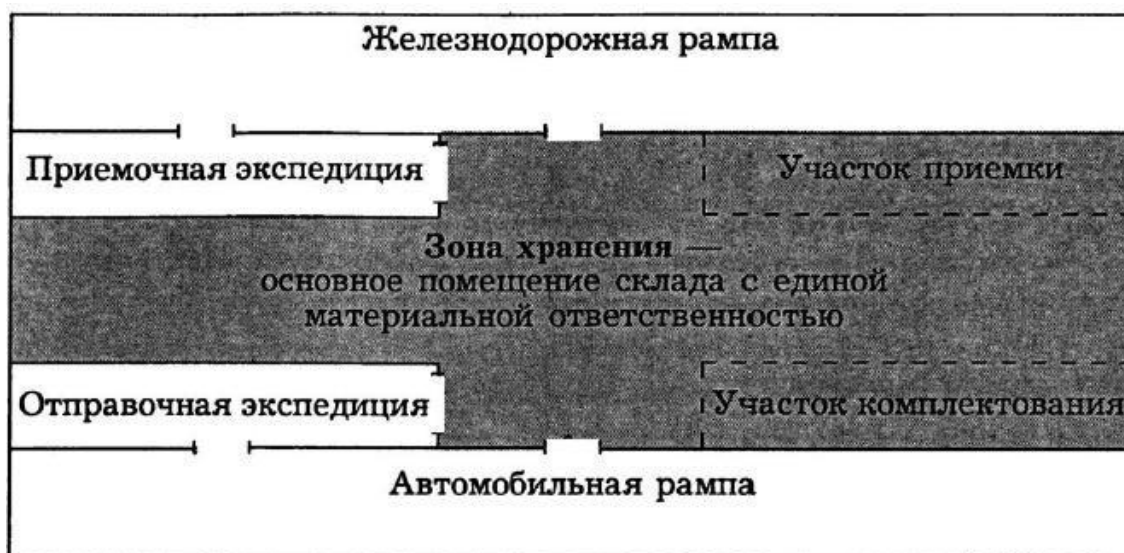 Железнодорожная рампа
Приемочная экспедиция
Участок приемки
Зона хранения —
основное помещение склада с единой
материальной ответственностью
Отправочная экспедиция
Участок комплектования
Автомобильная рампа